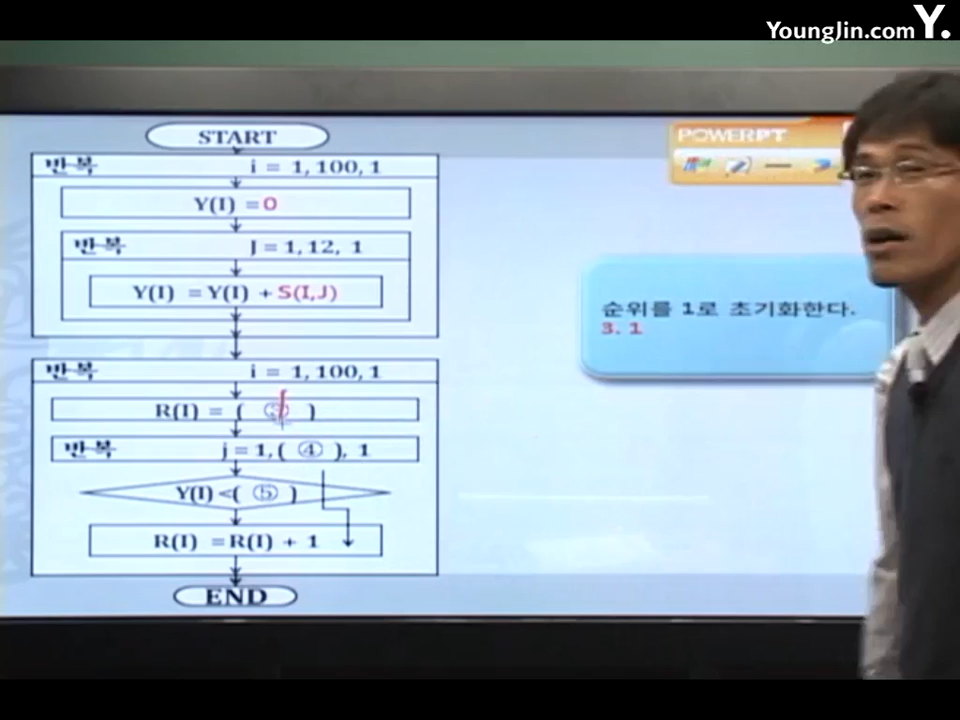 YoungJin.com Y.
START
반복 i = 1, 100, 1
Y(I) = 0
반복 J = 1, 12, 1
Y(I) = Y(I) + S(I,J)
반복 i = 1, 100, 1
R(I) = ( ③ )
반복 j = 1, ( ④ ), 1
Y(I) < ( ⑤ )
R(I) = R(I) + 1
END
POWERPT
순위를 1로 초기화한다.
3. 1